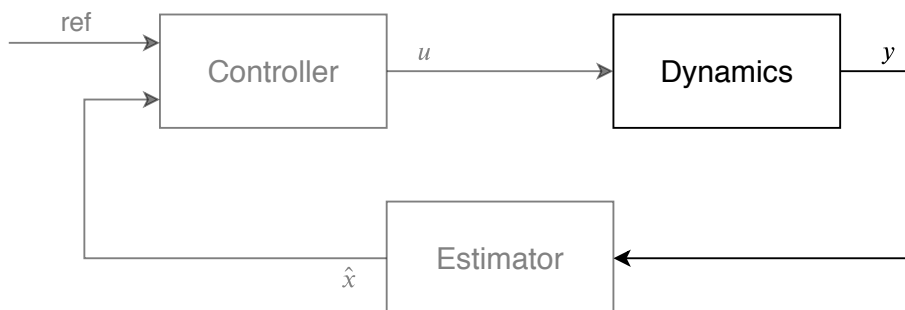 ref
Controller
u
Dynamics
y
Estimator
x̂